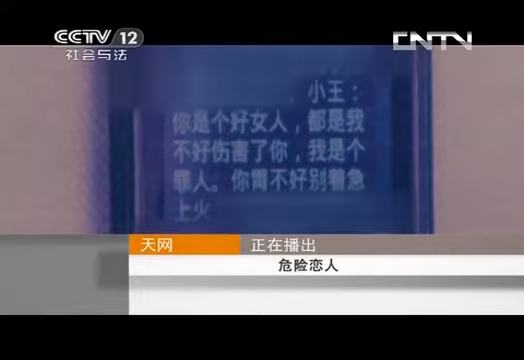 CCTV 12
社会与法
CNTV
小王：
你是个好女人，都是我
不好伤害了你，我是个
罪人。你胃不好别着急
上火
天网
正在播出
危险恋人